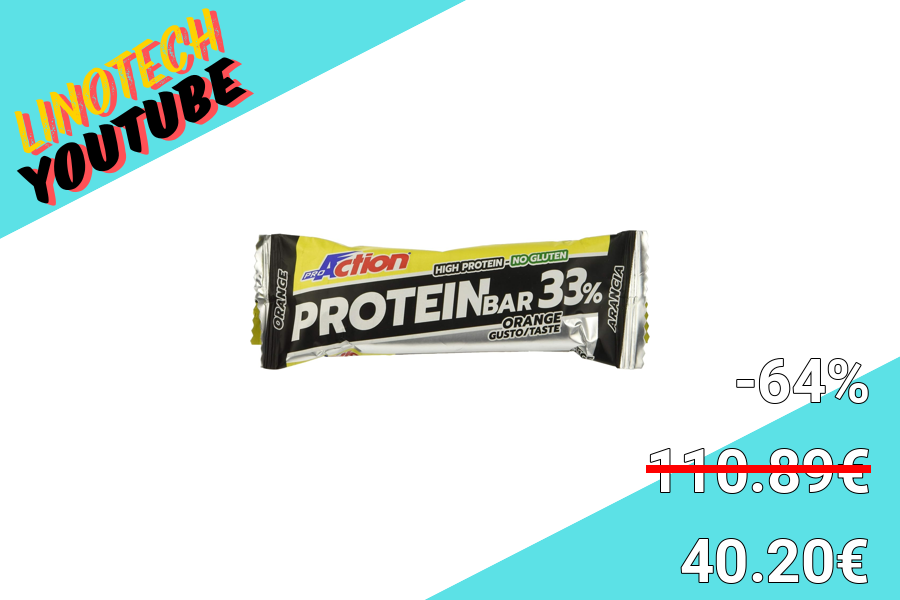 LINOTECH
YOUTUBE
PROACTION
HIGH PROTEIN - NO GLUTEN
PROTEIN BAR 33%
ORANGE
GUSTO/TASTE
ORANGE
ARANCIA
-64%
110.89€
40.20€